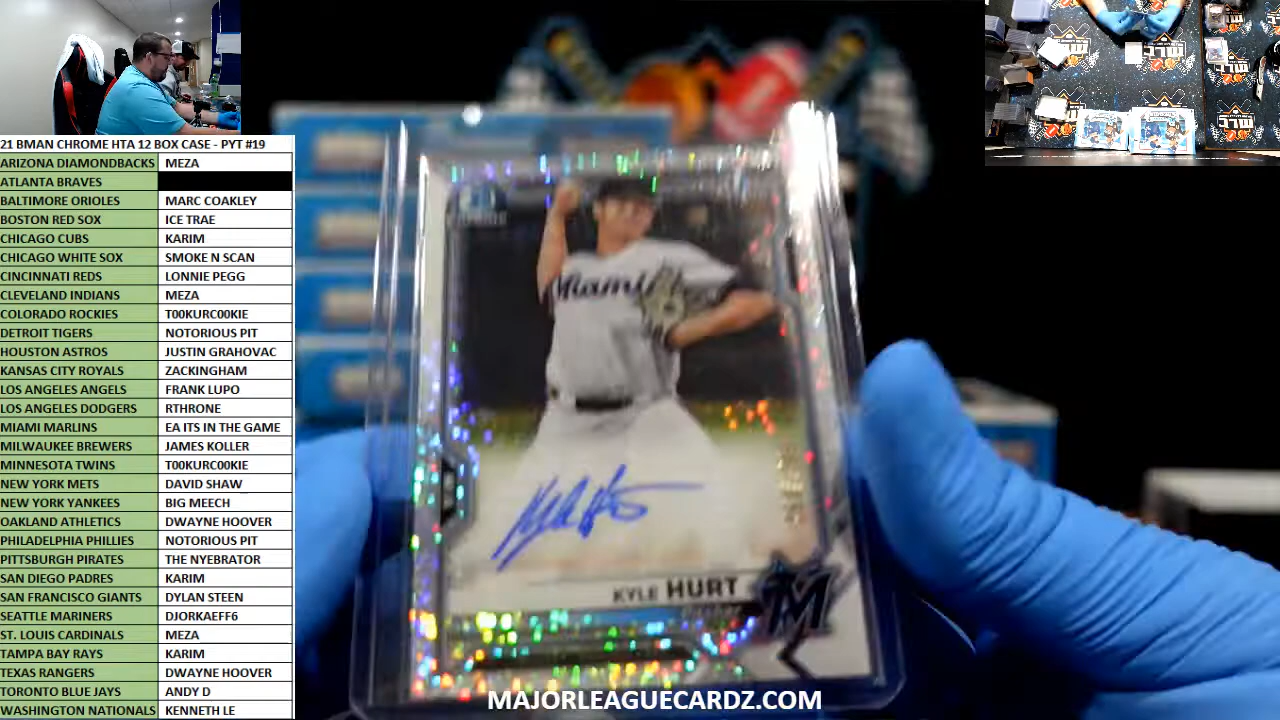 21 BMAN CHROME HTA 12 BOX CASE - PYT #19
ARIZONA DIAMONDBACKS MEZA
ATLANTA BRAVES
BALTIMORE ORIOLES MARC COAKLEY
BOSTON RED SOX ICE TRAE
CHICAGO CUBS KARIM
CHICAGO WHITE SOX SMOKE N SCAN
CINCINNATI REDS LONNIE PEGG
CLEVELAND INDIANS MEZA
COLORADO ROCKIES T00KURC00KIE
DETROIT TIGERS NOTORIOUS PIT
HOUSTON ASTROS JUSTIN GRAHOVAC
KANSAS CITY ROYALS ZACKINGHAM
LOS ANGELES ANGELS FRANK LUPO
LOS ANGELES DODGERS RTHRONE
MIAMI MARLINS EA ITS IN THE GAME
MILWAUKEE BREWERS JAMES KOLLER
MINNESOTA TWINS T00KURC00KIE
NEW YORK METS DAVID SHAW
NEW YORK YANKEES BIG MEECH
OAKLAND ATHLETICS DWAYNE HOOVER
PHILADELPHIA PHILLIES NOTORIOUS PIT
PITTSBURGH PIRATES THE NYEBRATOR
SAN DIEGO PADRES KARIM
SAN FRANCISCO GIANTS DYLAN STEEN
SEATTLE MARINERS DJORKAEFF6
ST. LOUIS CARDINALS MEZA
TAMPA BAY RAYS KARIM
TEXAS RANGERS DWAYNE HOOVER
TORONTO BLUE JAYS ANDY D
WASHINGTON NATIONALS KENNETH LE
Miami
KYLE HURT
M
MAJORLEAGUECARDZ.COM
MLC